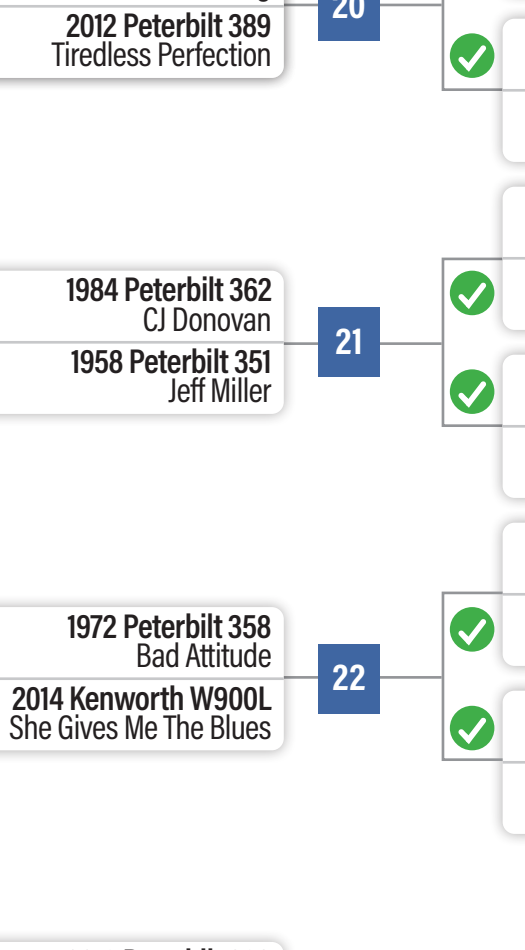 20
2012 Peterbilt 389
Tiredless Perfection
1984 Peterbilt 362
CJ Donovan
21
1958 Peterbilt 351
Jeff Miller
1972 Peterbilt 358
Bad Attitude
22
2014 Kenworth W900L
She Gives Me The Blues